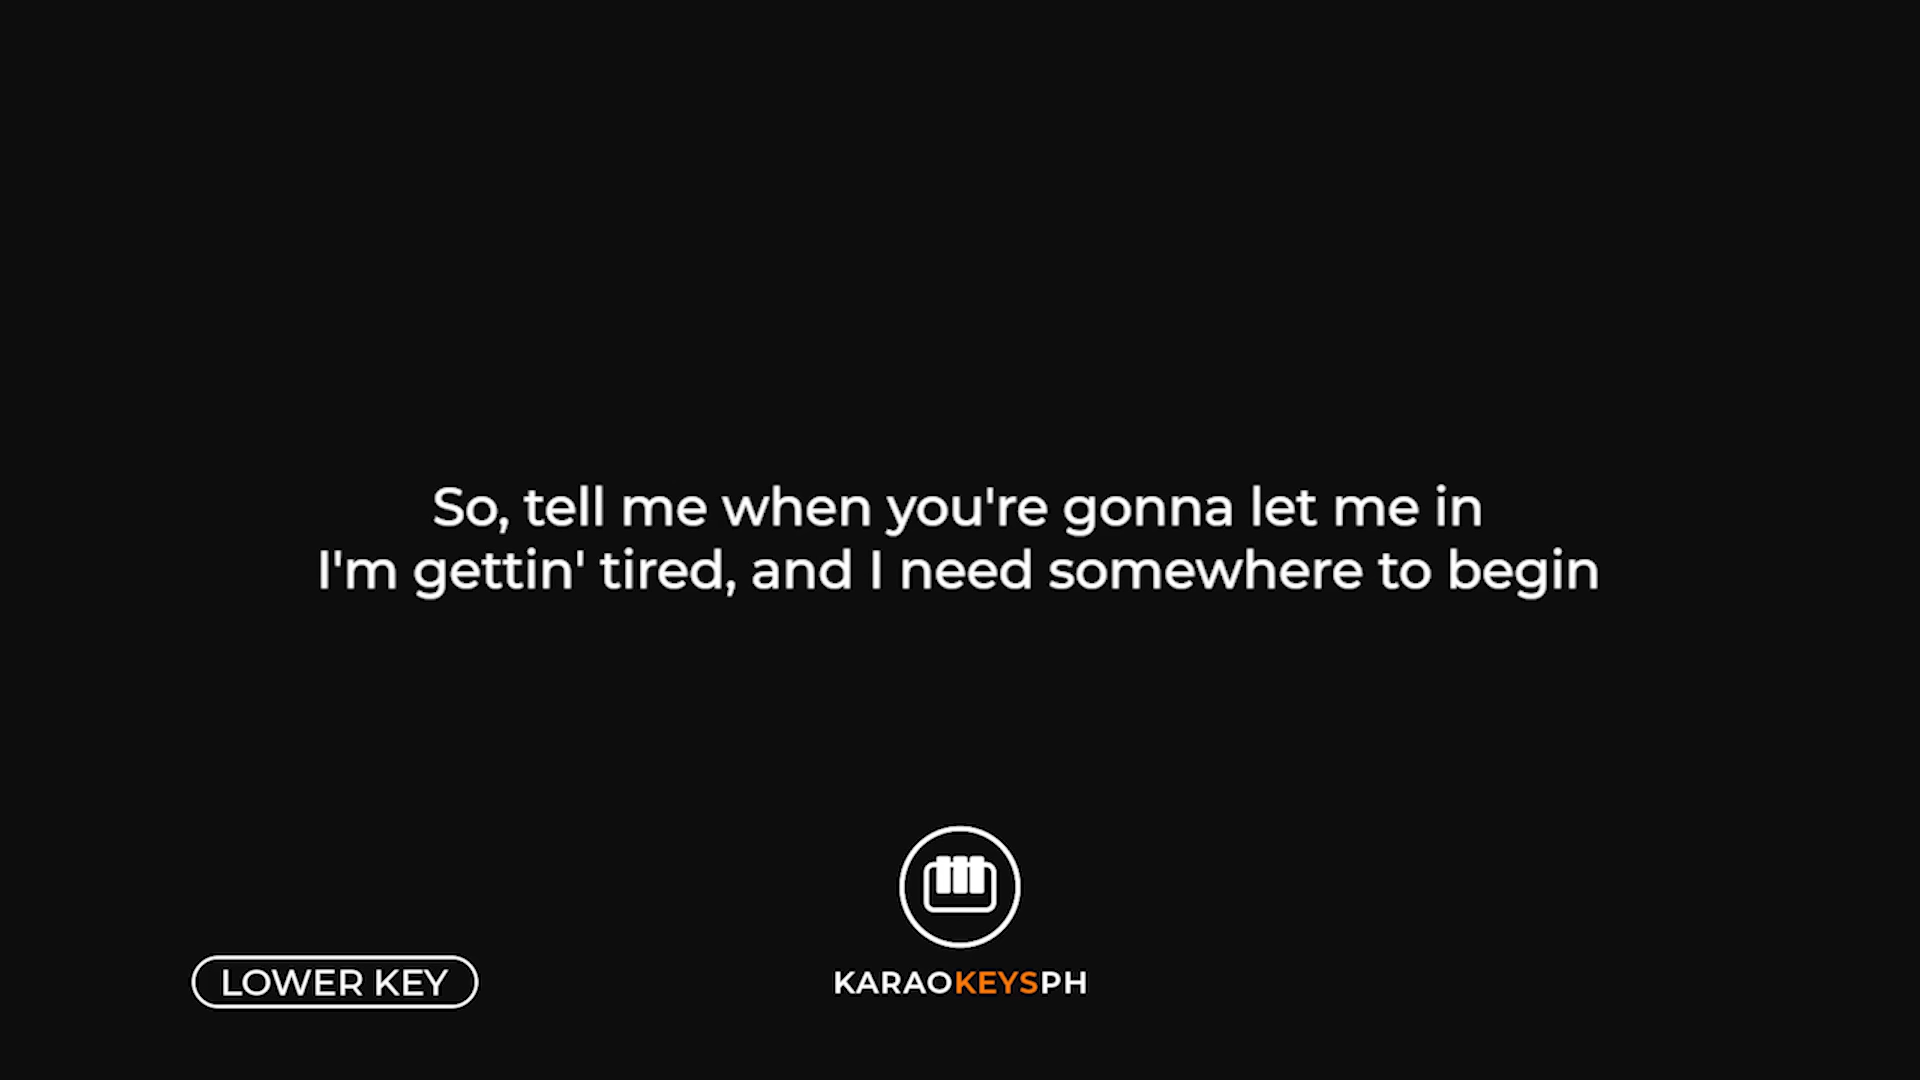 So, tell me when you're gonna let me in
I'm gettin' tired, and I need somewhere to begin
LOWER KEY
KARAOKEYSPH